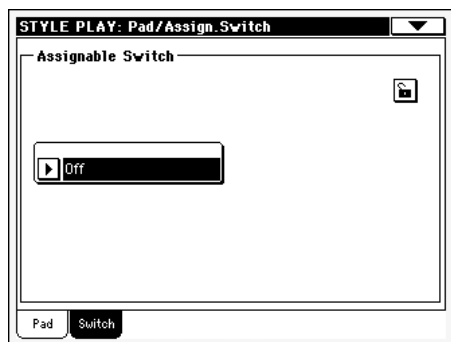 STYLE PLAY: Pad/Assign.Switch
Assignable Switch
Off
Pad
Switch